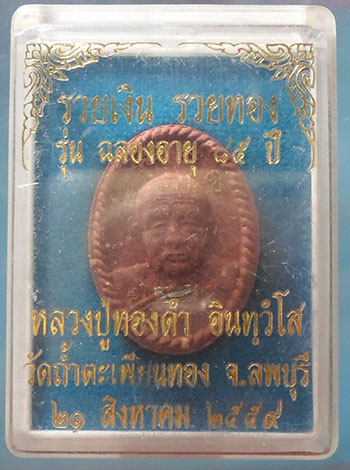 รวยเงิน รวยทอง
รุ่น ฉลองอายุ ๘๕ ปี
หลวงปู่ทองดำ อินทฺวํโส
วัดถ้ำตะเพียนทอง จ.ลพบุรี
๒๑ สิงหาคม ๒๕๕๙